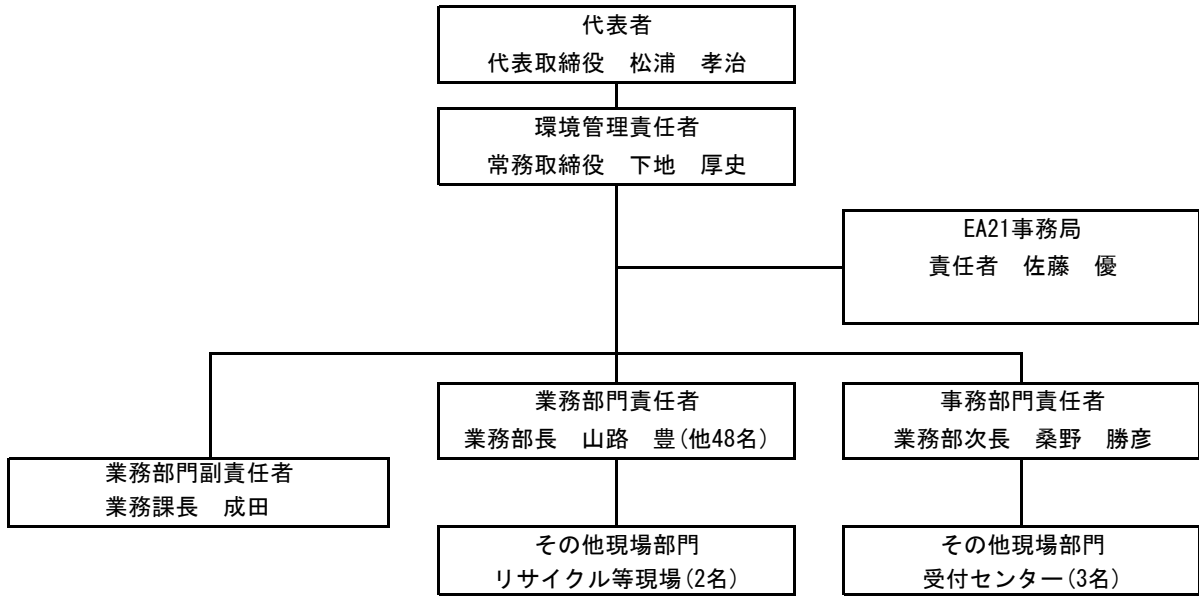 代表者
代表取締役　松浦　孝治
環境管理責任者
常務取締役　下地　厚史
EA21事務局
責任者　佐藤　優
業務部門責任者
業務部長　山路　豊(他48名)
事務部門責任者
業務部次長　桑野　勝彦
業務部門副責任者
業務課長　成田
その他現場部門
リサイクル等現場(2名)
その他現場部門
受付センター(3名)